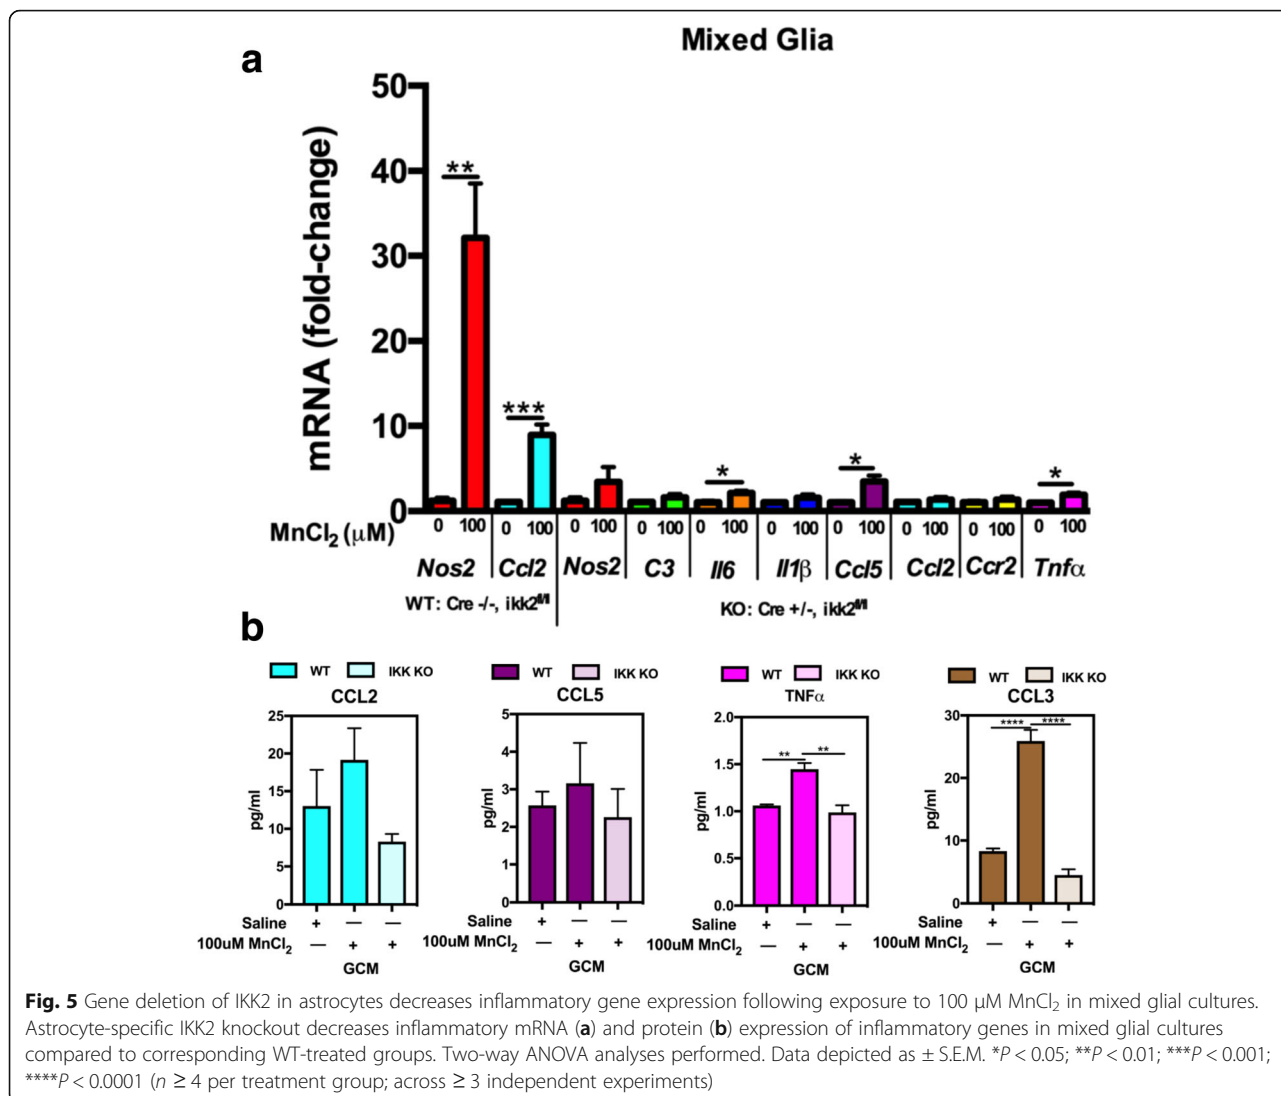 Mixed Glia
a
mRNA (fold-change)
50
40
30
20
10
0
** *** * * *
MnCl2 (μM) 0 100 0 100 0 100 0 100 0 100 0 100 0 100 0 100 0 100 0 100
Nos2 Ccl2 Nos2 C3 Il6 Il1β Ccl5 Ccl2 Ccr2 Tnfα
WT: Cre -/-, ikk2fl/fl KO: Cre +/-, ikk2fl/fl
b
WT IKK KO
CCL2
pg/ml
25
20
15
10
5
0
Saline + — —
100uM MnCl2 — + +
GCM
WT IKK KO
CCL5
pg/ml
5
4
3
2
1
0
Saline + — —
100uM MnCl2 — + +
GCM
WT IKK KO
TNFα
pg/ml
2.0
1.5
1.0
0.5
0.0
** **
Saline + — —
100uM MnCl2 — + +
GCM
WT IKK KO
CCL3
pg/ml
30
20
10
0
**** ****
Saline + — —
100uM MnCl2 — + +
GCM
Fig. 5 Gene deletion of IKK2 in astrocytes decreases inflammatory gene expression following exposure to 100 μM MnCl2 in mixed glial cultures.
Astrocyte-specific IKK2 knockout decreases inflammatory mRNA (a) and protein (b) expression of inflammatory genes in mixed glial cultures
compared to corresponding WT-treated groups. Two-way ANOVA analyses performed. Data depicted as ± S.E.M. *P < 0.05; **P < 0.01; ***P < 0.001;
****P < 0.0001 (n ≥ 4 per treatment group; across ≥ 3 independent experiments)